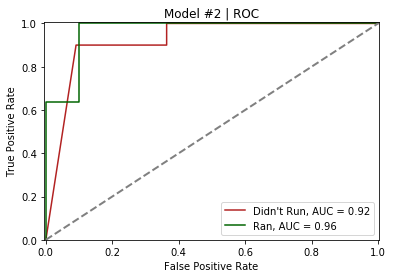 Model #2 | ROC
1.0
0.8
0.6
0.4
0.2
0.0
True Positive Rate
Didn't Run, AUC = 0.92
Ran, AUC = 0.96
0.0 0.2 0.4 0.6 0.8 1.0
False Positive Rate